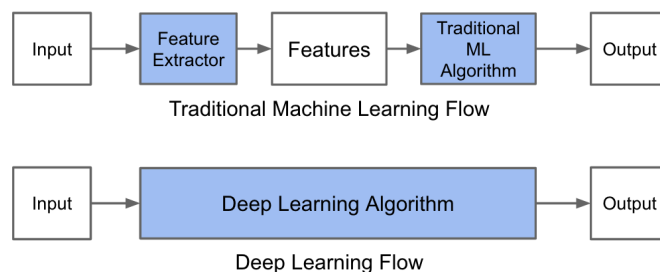 Input
Feature
Extractor
Features
Traditional
ML
Algorithm
Output
Traditional Machine Learning Flow
Input
Deep Learning Algorithm
Output
Deep Learning Flow